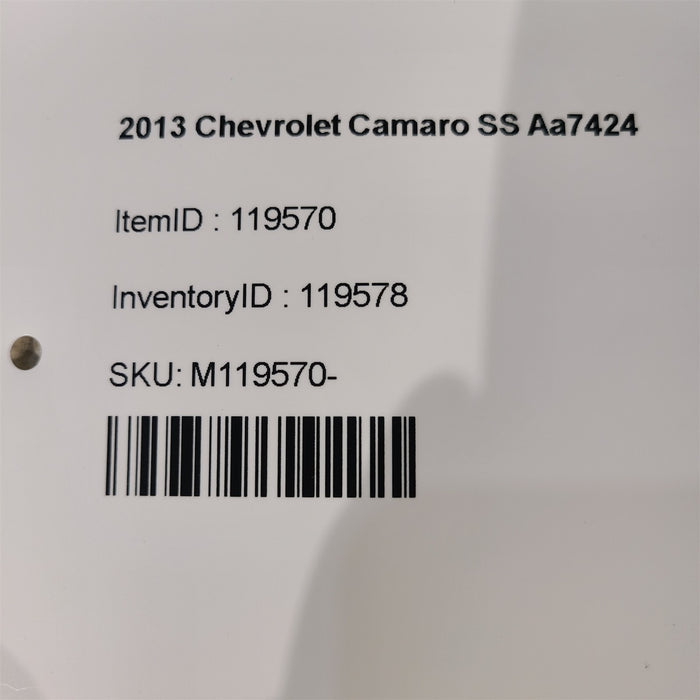 2013 Chevrolet Camaro SS Aa7424
ItemID : 119570
InventoryID : 119578
SKU: M119570-